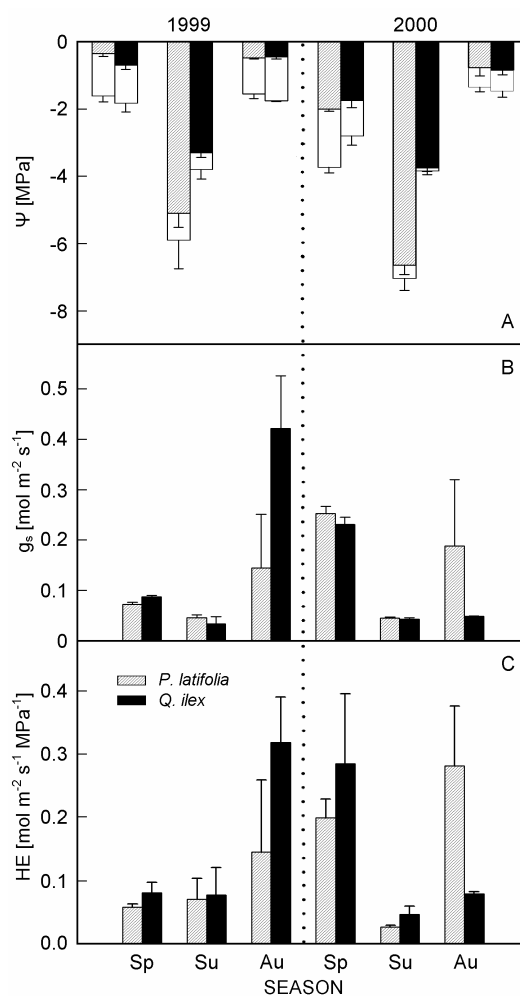 1999 2000
0
-2
-4
-6
-8
Ψ [MPa]
A
B
0.5
0.4
0.3
0.2
0.1
0
gₛ [mol m⁻² s⁻¹]
C
P. latifolia
Q. ilex
0.4
0.3
0.2
0.1
0.0
HE [mol m⁻² s⁻¹ MPa⁻¹]
Sp Su Au Sp Su Au
SEASON